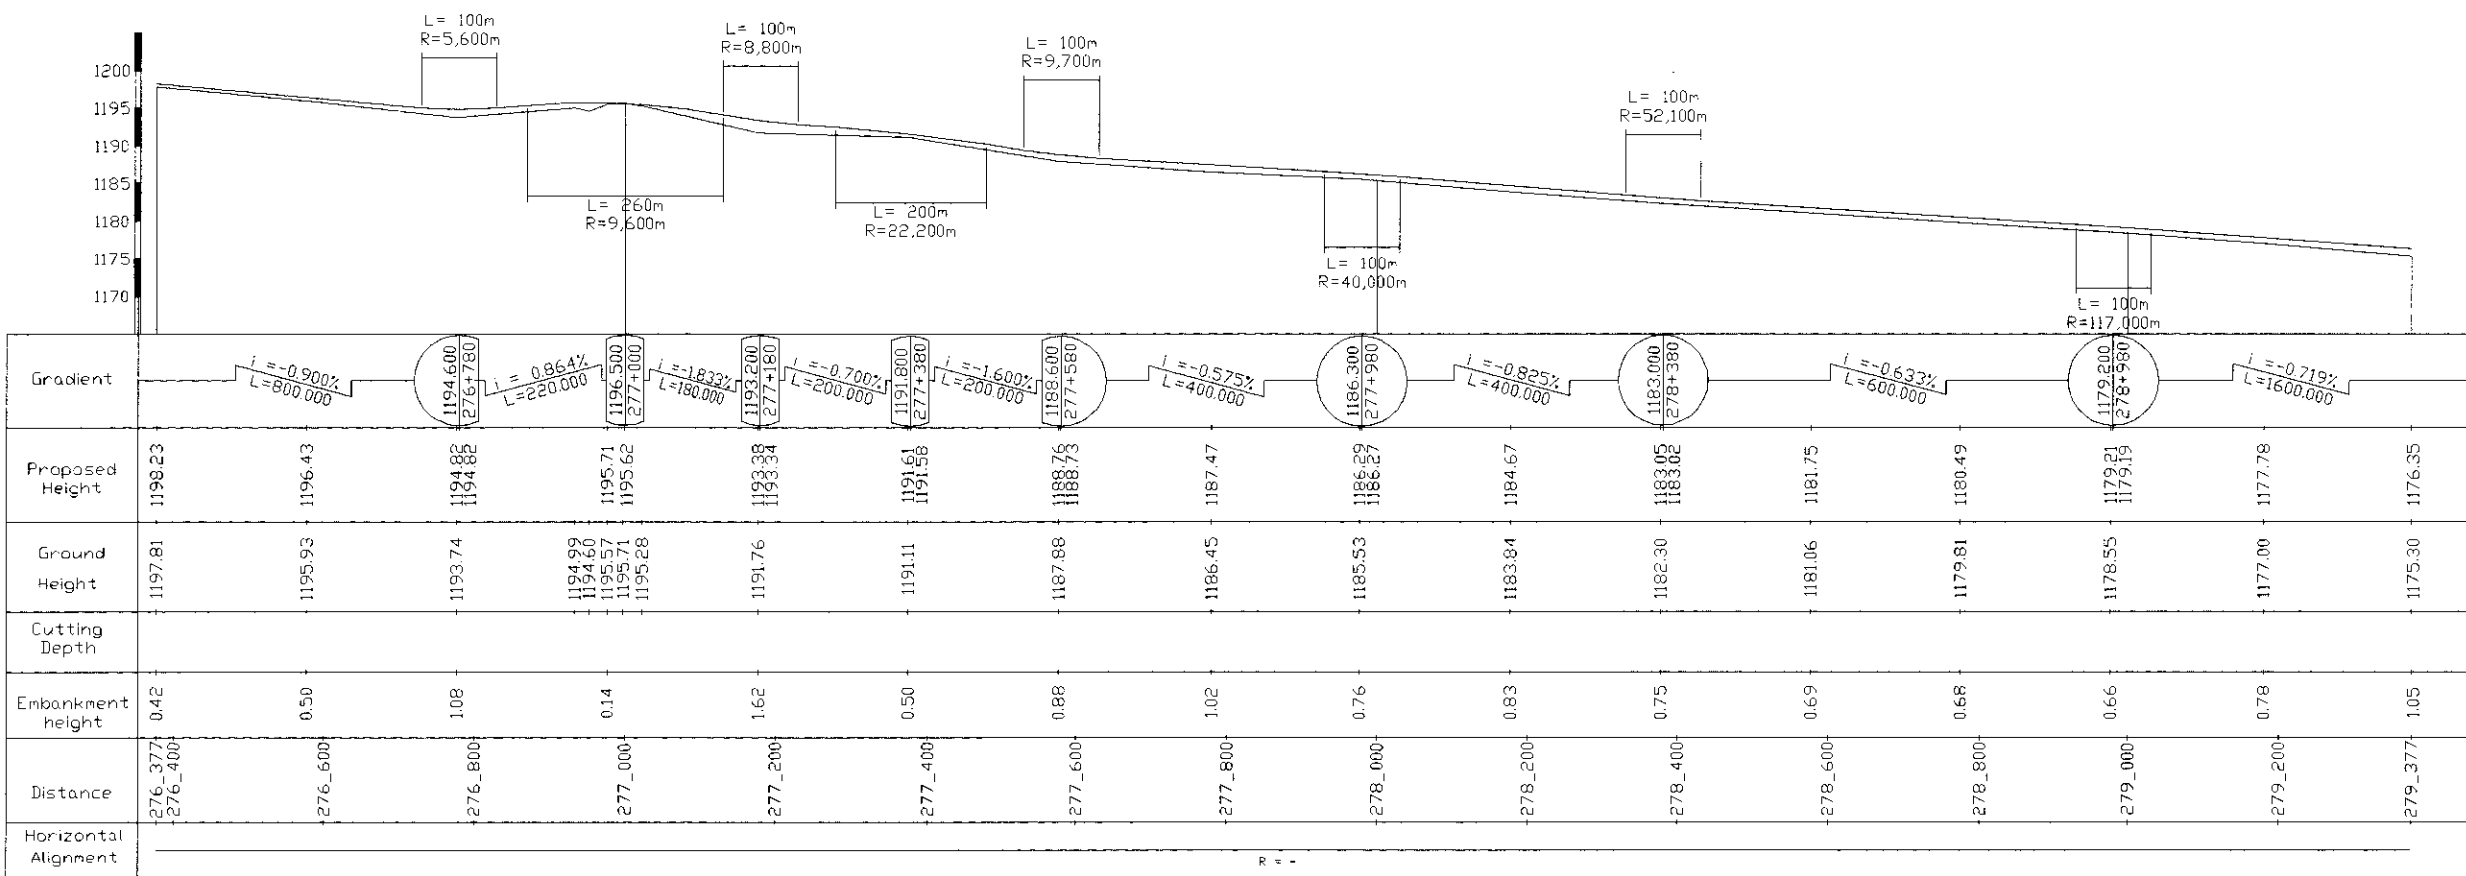 L= 100m
R=5,600m
L= 100m
R=8,800m
L= 100m
R=9,700m
L= 100m
R=52,100m
1200
1195
1190
1185
1180
1175
1170
L= 260m
R=9,600m
L= 200m
R=22,200m
L= 100m
R=40,000m
L= 100m
R=117,000m
Gradient
i =-0.900%
L=800.000
1194.600
276+780
i = 0.864%
L=220.000
1196.500
277+000
i =-1.833%
L=180.000
1193.200
277+180
i =-0.700%
L=200.000
1191.800
277+380
i =-1.600%
L=200.000
1188.600
277+580
i =-0.575%
L=400.000
1186.300
277+980
i =-0.825%
L=400.000
1183.000
278+380
i =-0.633%
L=600.000
1179.200
278+980
i =-0.719%
L=1600.000
Proposed
Height
1198.23
1196.43
1194.82
1194.82
1195.71
1195.62
1193.38
1193.34
1191.61
1191.58
1188.76
1188.73
1187.47
1186.29
1186.27
1184.67
1183.05
1183.02
1181.75
1180.49
1179.21
1179.19
1177.78
1176.35
Ground
Height
1197.81
1195.93
1193.74
1194.99
1194.60
1195.57
1195.71
1195.28
1191.76
1191.11
1187.88
1186.45
1185.53
1183.84
1182.30
1181.06
1179.81
1178.55
1177.00
1175.30
Cutting
Depth
Embankment
height
0.42
0.50
1.08
0.14
1.62
0.50
0.88
1.02
0.76
0.83
0.75
0.69
0.68
0.66
0.78
1.05
Distance
276_377
276_400
276_600
276_800
277_000
277_200
277_400
277_600
277_800
278_000
278_200
278_400
278_600
278_800
279_000
279_200
279_377
Horizontal
Alignment
R = -